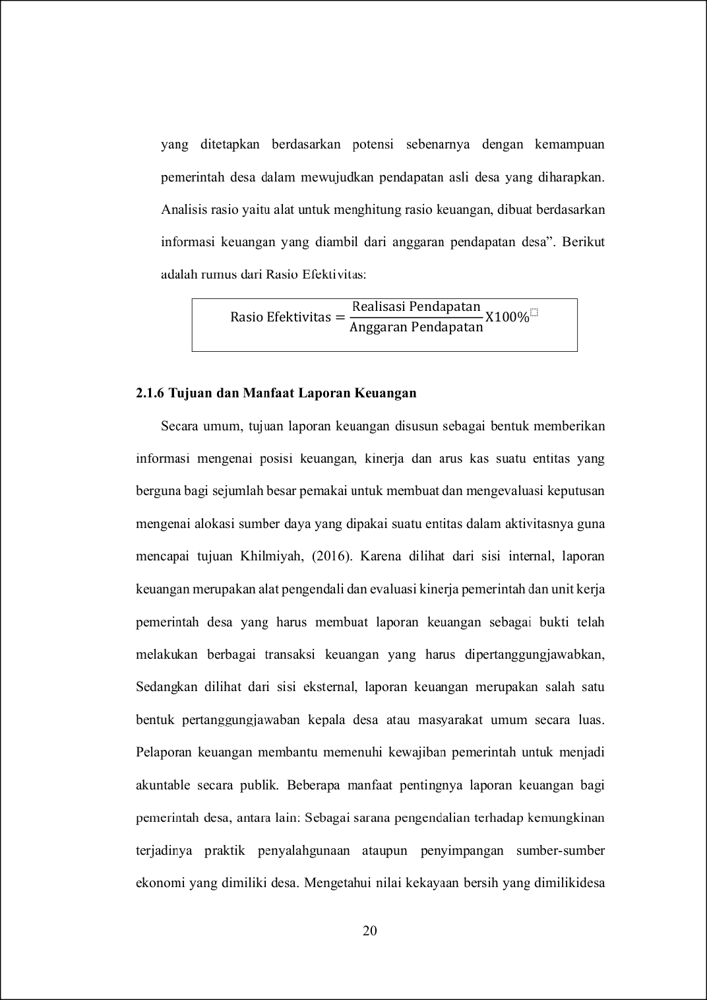 yang ditetapkan berdasarkan potensi sebenarnya dengan kemampuan
pemerintah desa dalam mewujudkan pendapatan asli desa yang diharapkan.
Analisis rasio yaitu alat untuk menghitung rasio keuangan, dibuat berdasarkan
informasi keuangan yang diambil dari anggaran pendapatan desa”. Berikut
adalah rumus dari Rasio Efektivitas:
Realisasi Pendapatan
Rasio Efektivitas = X100%
Anggaran Pendapatan
2.1.6 Tujuan dan Manfaat Laporan Keuangan
Secara umum, tujuan laporan keuangan disusun sebagai bentuk memberikan
informasi mengenai posisi keuangan, kinerja dan arus kas suatu entitas yang
berguna bagi sejumlah besar pemakai untuk membuat dan mengevaluasi keputusan
mengenai alokasi sumber daya yang dipakai suatu entitas dalam aktivitasnya guna
mencapai tujuan Khilmiyah, (2016). Karena dilihat dari sisi internal, laporan
keuangan merupakan alat pengendali dan evaluasi kinerja pemerintah dan unit kerja
pemerintah desa yang harus membuat laporan keuangan sebagai bukti telah
melakukan berbagai transaksi keuangan yang harus dipertanggungjawabkan,
Sedangkan dilihat dari sisi eksternal, laporan keuangan merupakan salah satu
bentuk pertanggungjawaban kepala desa atau masyarakat umum secara luas.
Pelaporan keuangan membantu memenuhi kewajiban pemerintah untuk menjadi
akuntable secara publik. Beberapa manfaat pentingnya laporan keuangan bagi
pemerintah desa, antara lain: Sebagai sarana pengendalian terhadap kemungkinan
terjadinya praktik penyalahgunaan ataupun penyimpangan sumber-sumber
ekonomi yang dimiliki desa. Mengetahui nilai kekayaan bersih yang dimilikidesa
20